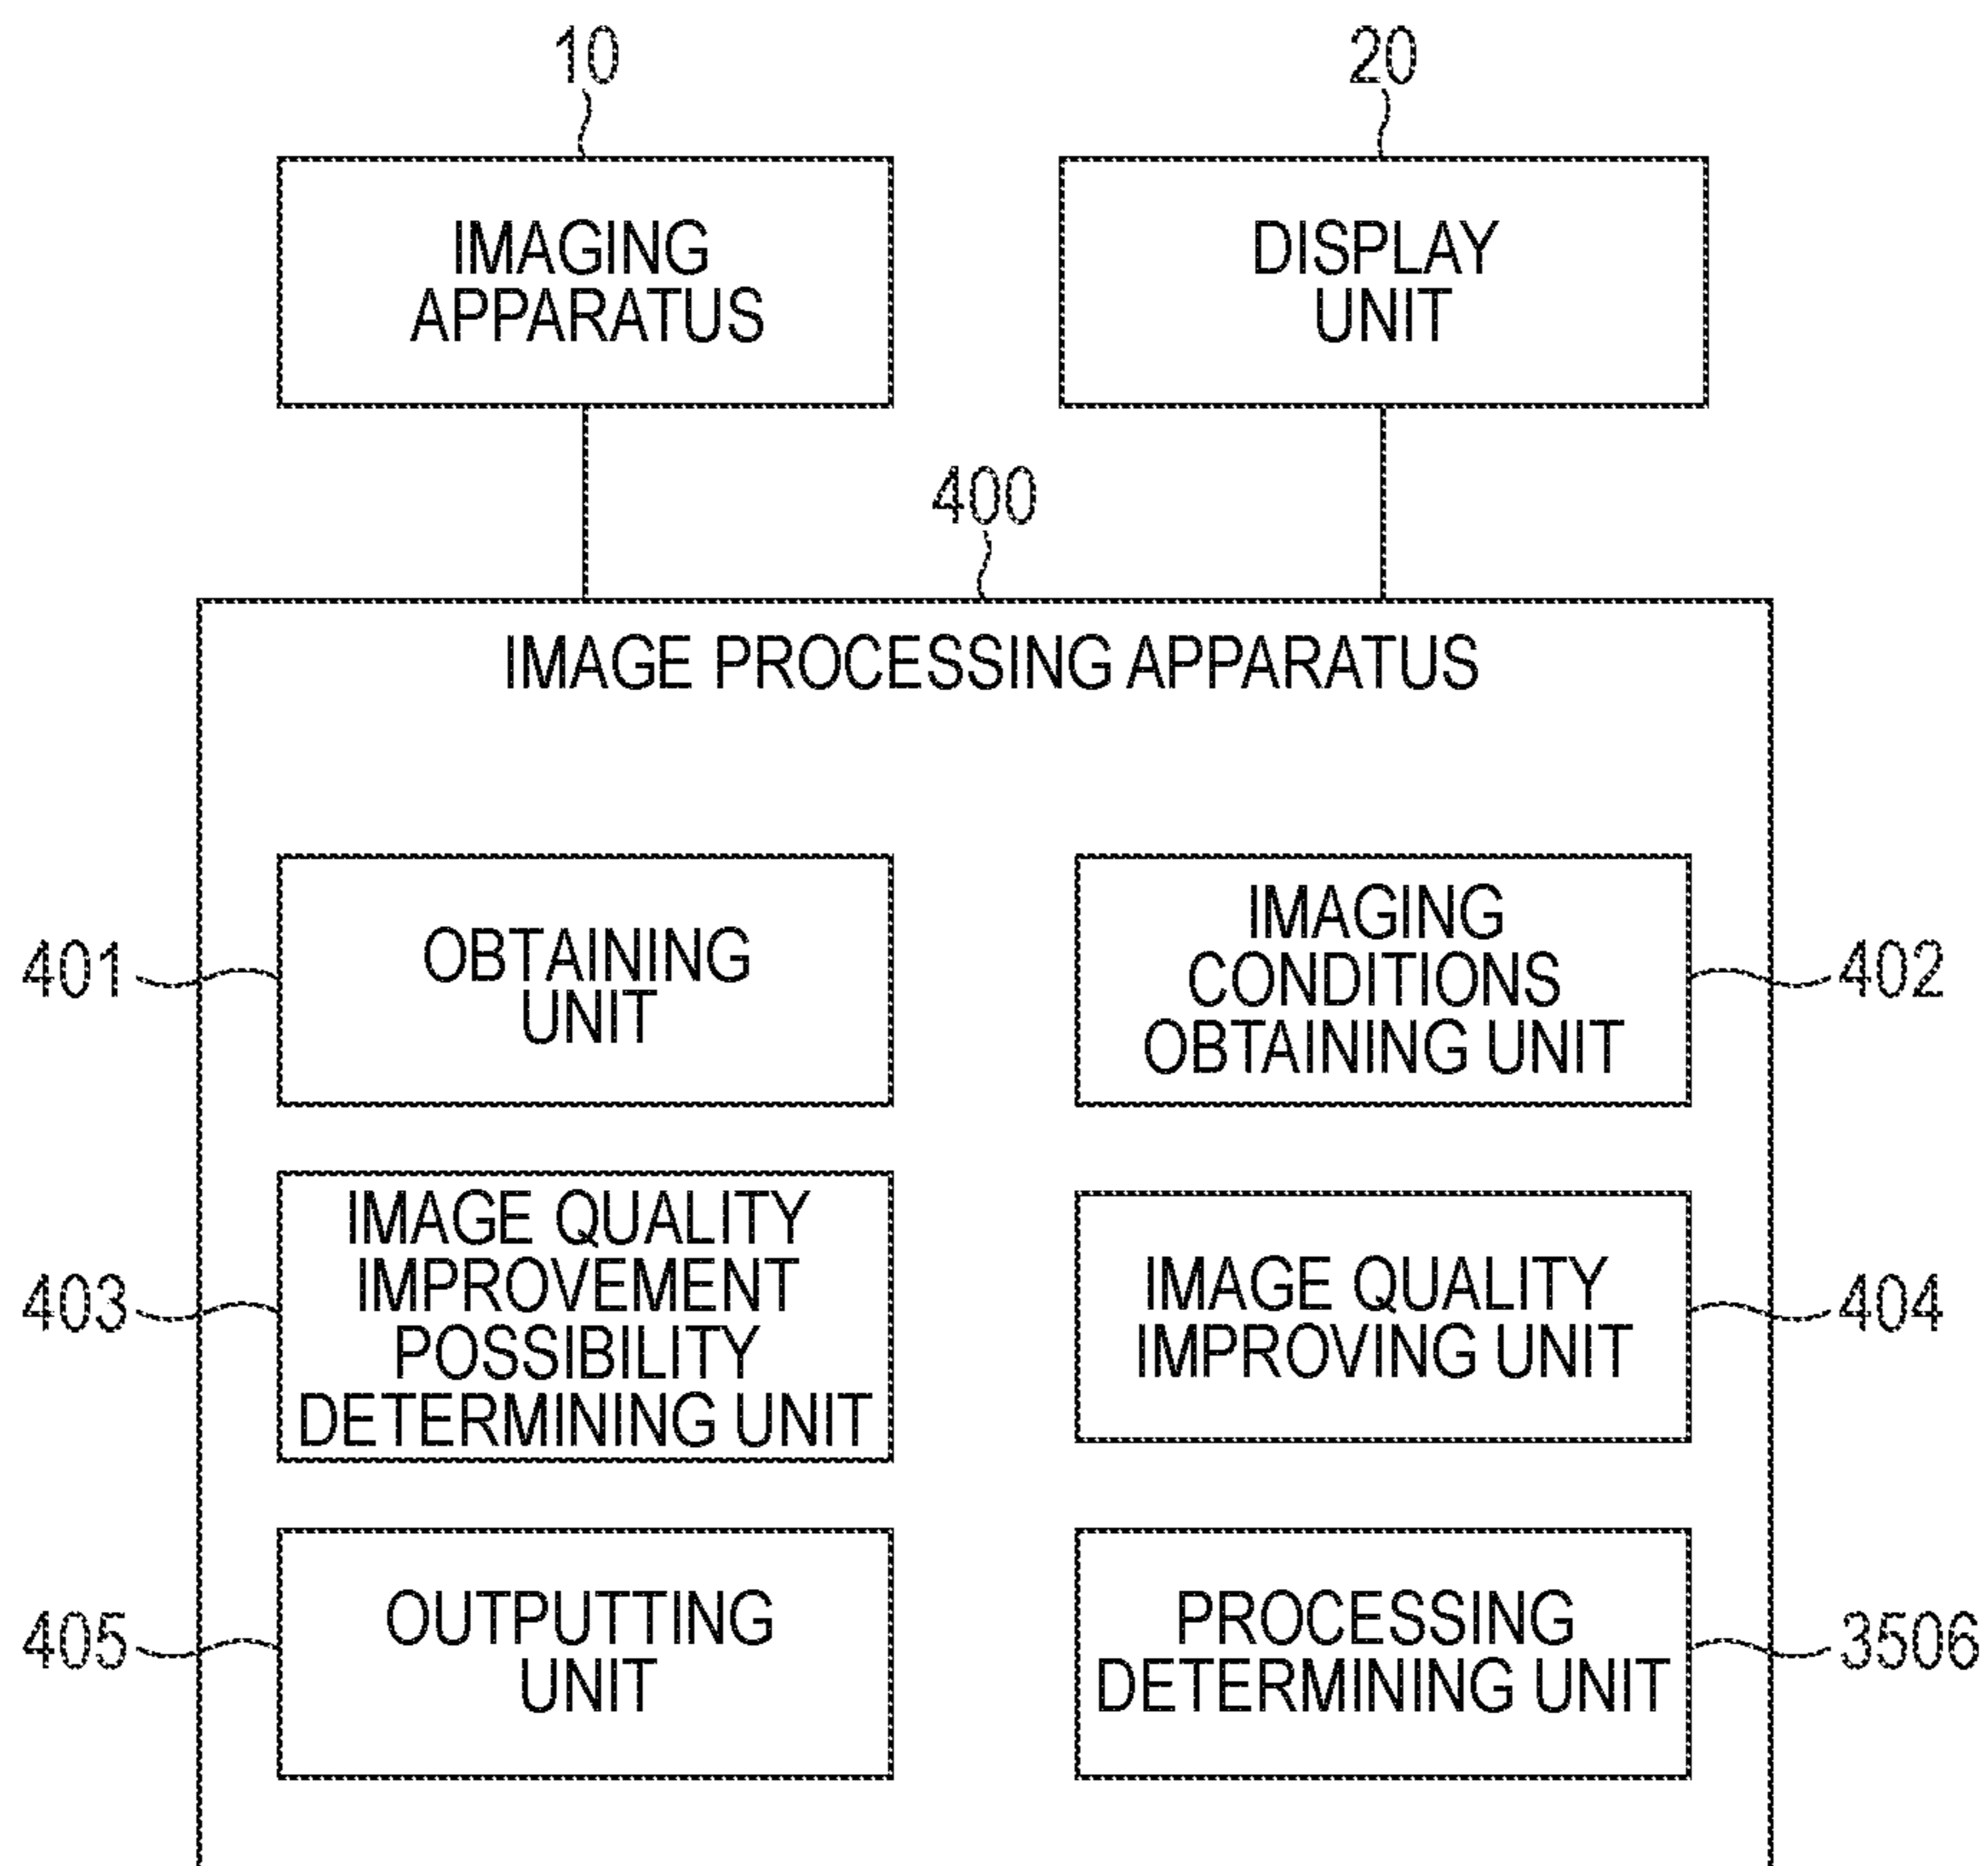 10
20
IMAGING
APPARATUS
DISPLAY
UNIT
400
IMAGE PROCESSING APPARATUS
401
OBTAINING
UNIT
IMAGING
CONDITIONS
OBTAINING UNIT
402
403
IMAGE QUALITY
IMPROVEMENT
POSSIBILITY
DETERMINING UNIT
IMAGE QUALITY
IMPROVING UNIT
404
405
OUTPUTTING
UNIT
PROCESSING
DETERMINING UNIT
3506